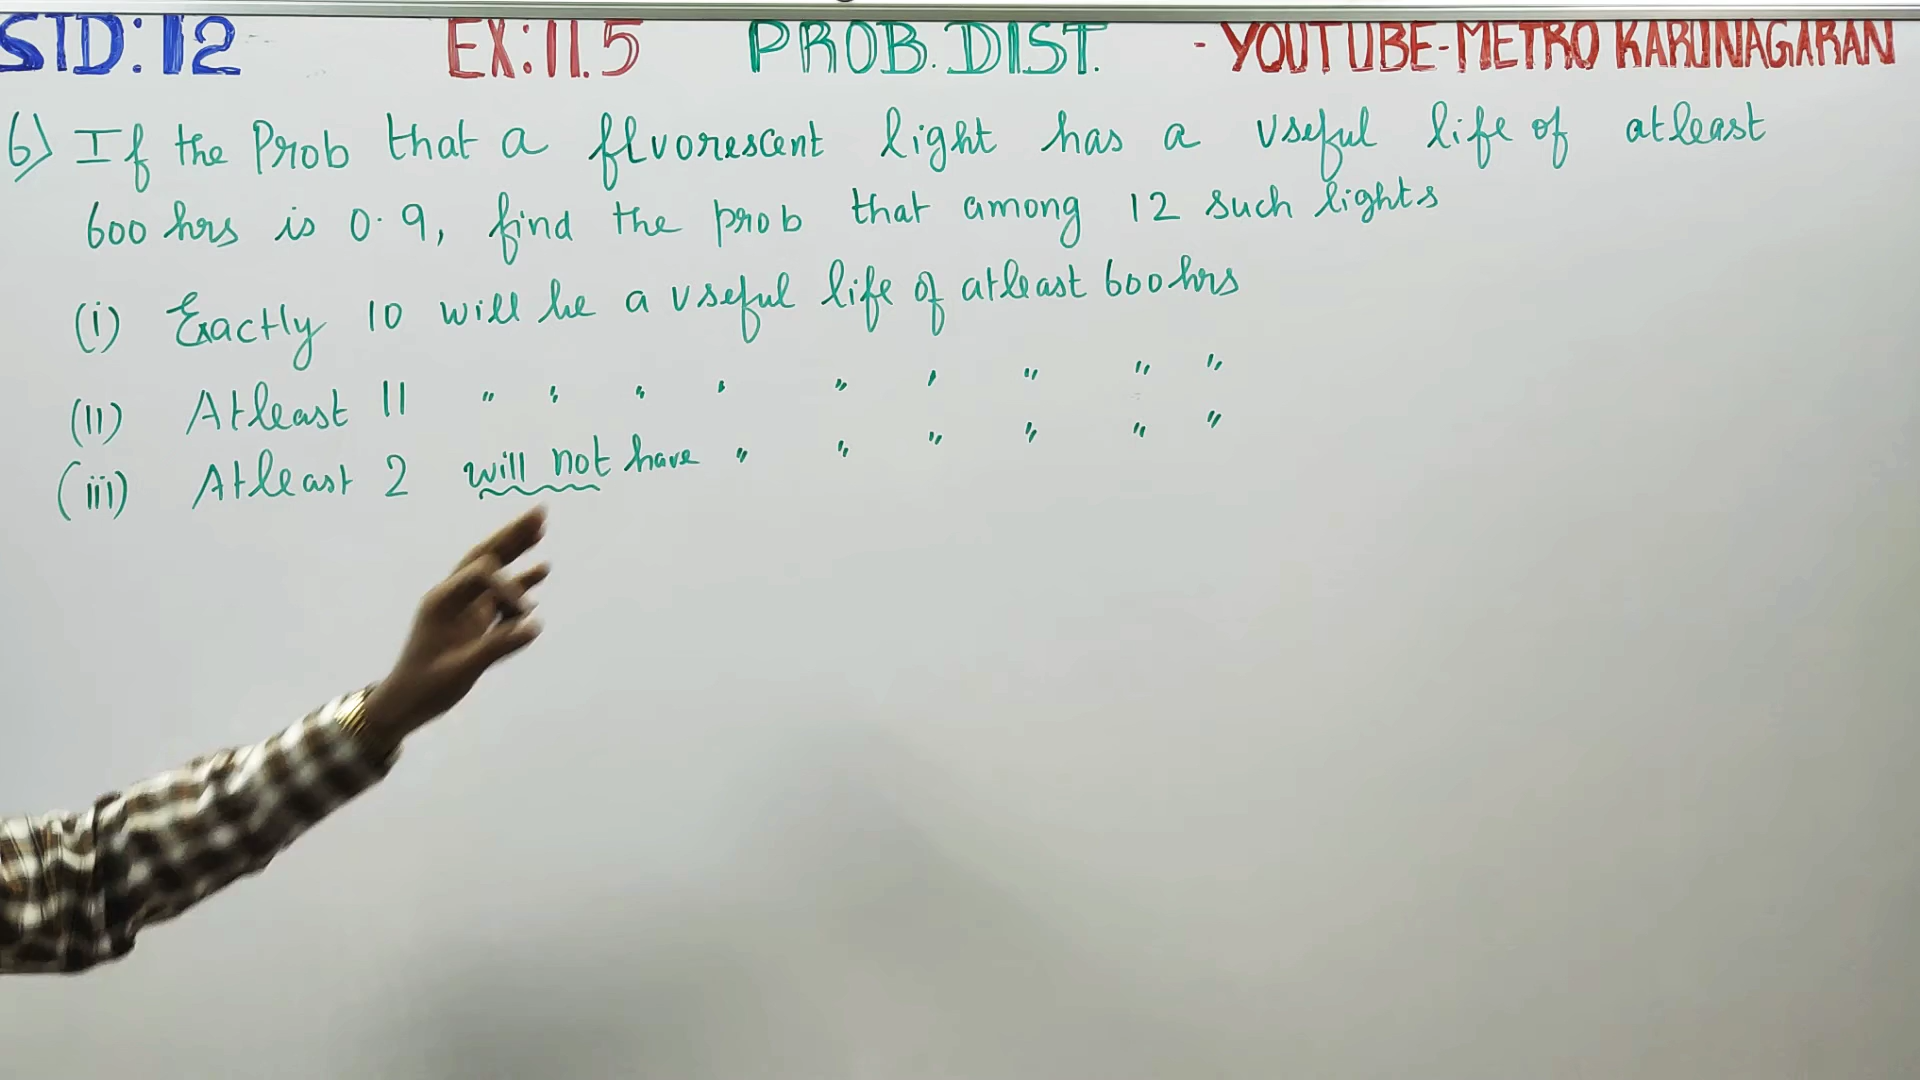 STD:12 EX:11.5 PROB.DIST. - YOUTUBE-METRO KARUNAGARAN
6) If the Prob that a fluorescent light has a useful life of atleast
600 hrs is 0.9, find the prob that among 12 such lights
(i) Exactly 10 will be a useful life of atleast 600 hrs
(ii) Atleast 11 " " " " " " " " "
(iii) Atleast 2 will not have " " " " " "